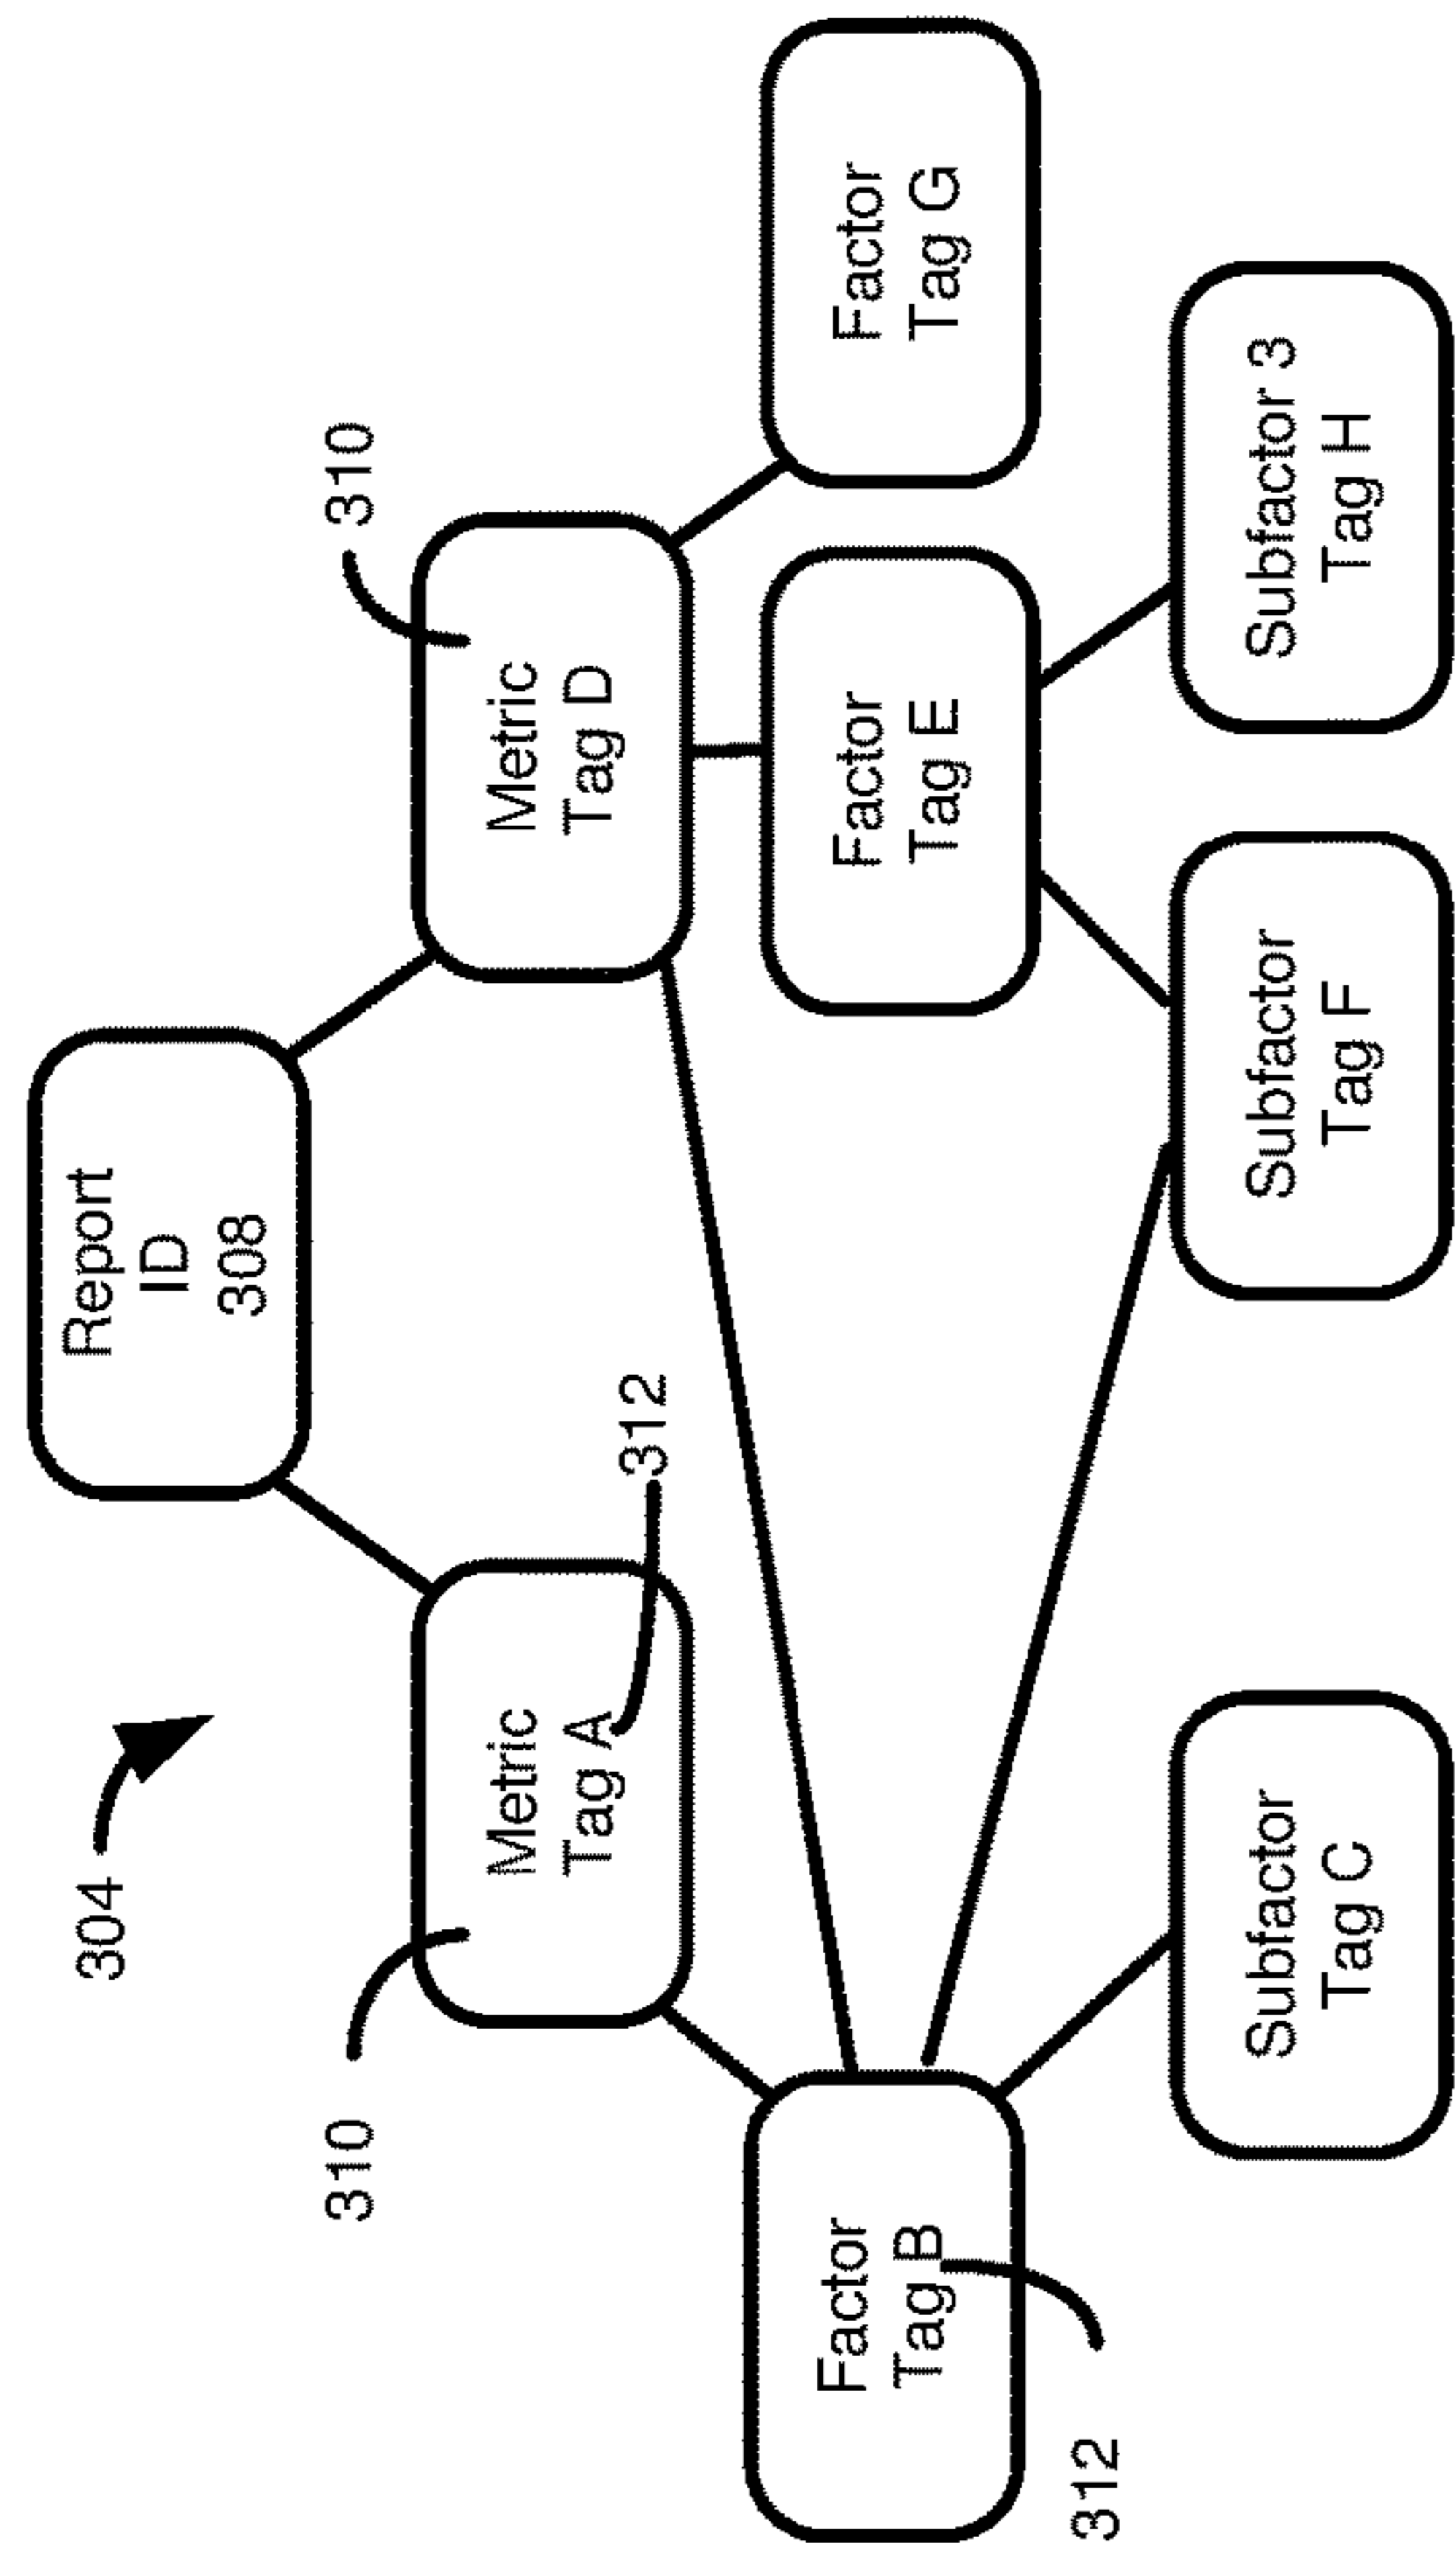 304
Report
ID
308
310
310
Metric
Tag A
312
Metric
Tag D
Factor
Tag B
312
Factor
Tag E
Factor
Tag G
Subfactor
Tag C
Subfactor
Tag F
Subfactor 3
Tag H